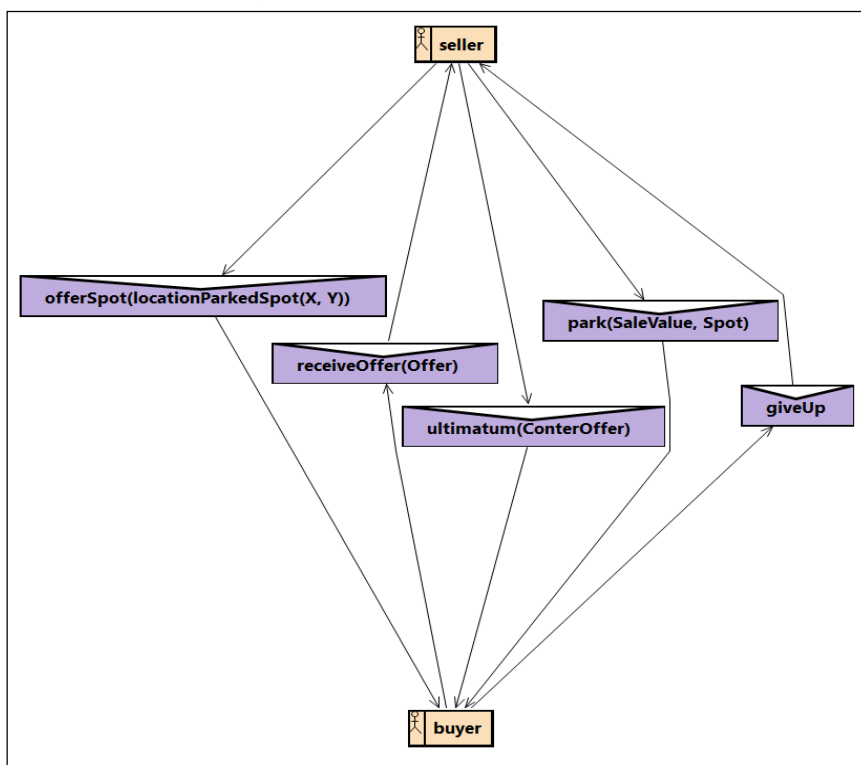 seller
offerSpot(locationParkedSpot(X, Y))
park(SaleValue, Spot)
receiveOffer(Offer)
giveUp
ultimatum(ConterOffer)
buyer